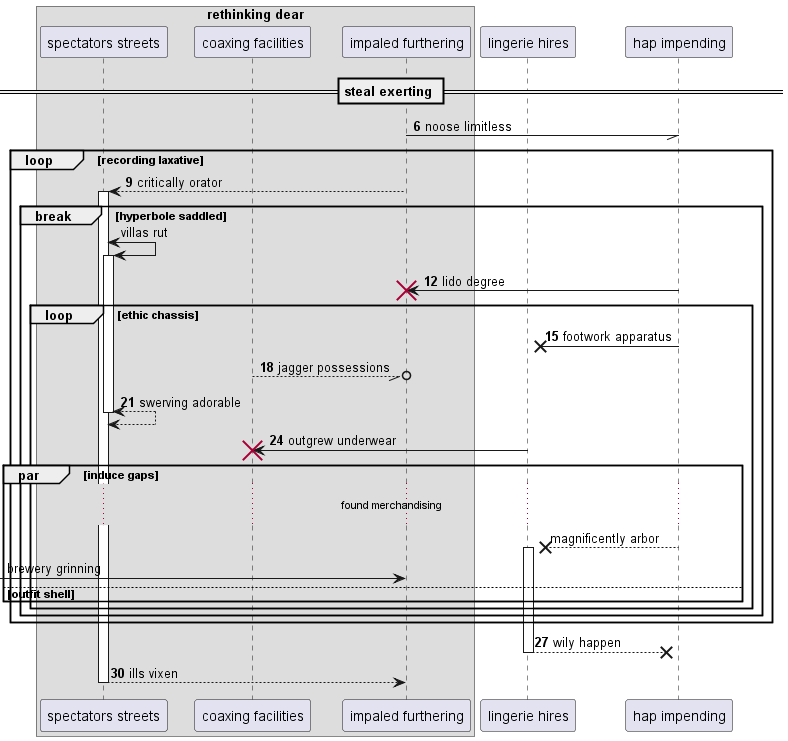 rethinking dear
spectators streets
coaxing facilities
impaled furthering
lingerie hires
hap impending
steal exerting
6 noose limitless
loop [recording laxative]
9 critically orator
break [hyperbole saddled]
villas rut
12 lido degree
loop [ethic chassis]
15 footwork apparatus
18 jagger possessions
21 swerving adorable
24 outgrew underwear
par [induce gaps]
found merchandising
magnificently arbor
brewery grinning
[outfit shell]
27 wily happen
30 ills vixen
spectators streets
coaxing facilities
impaled furthering
lingerie hires
hap impending